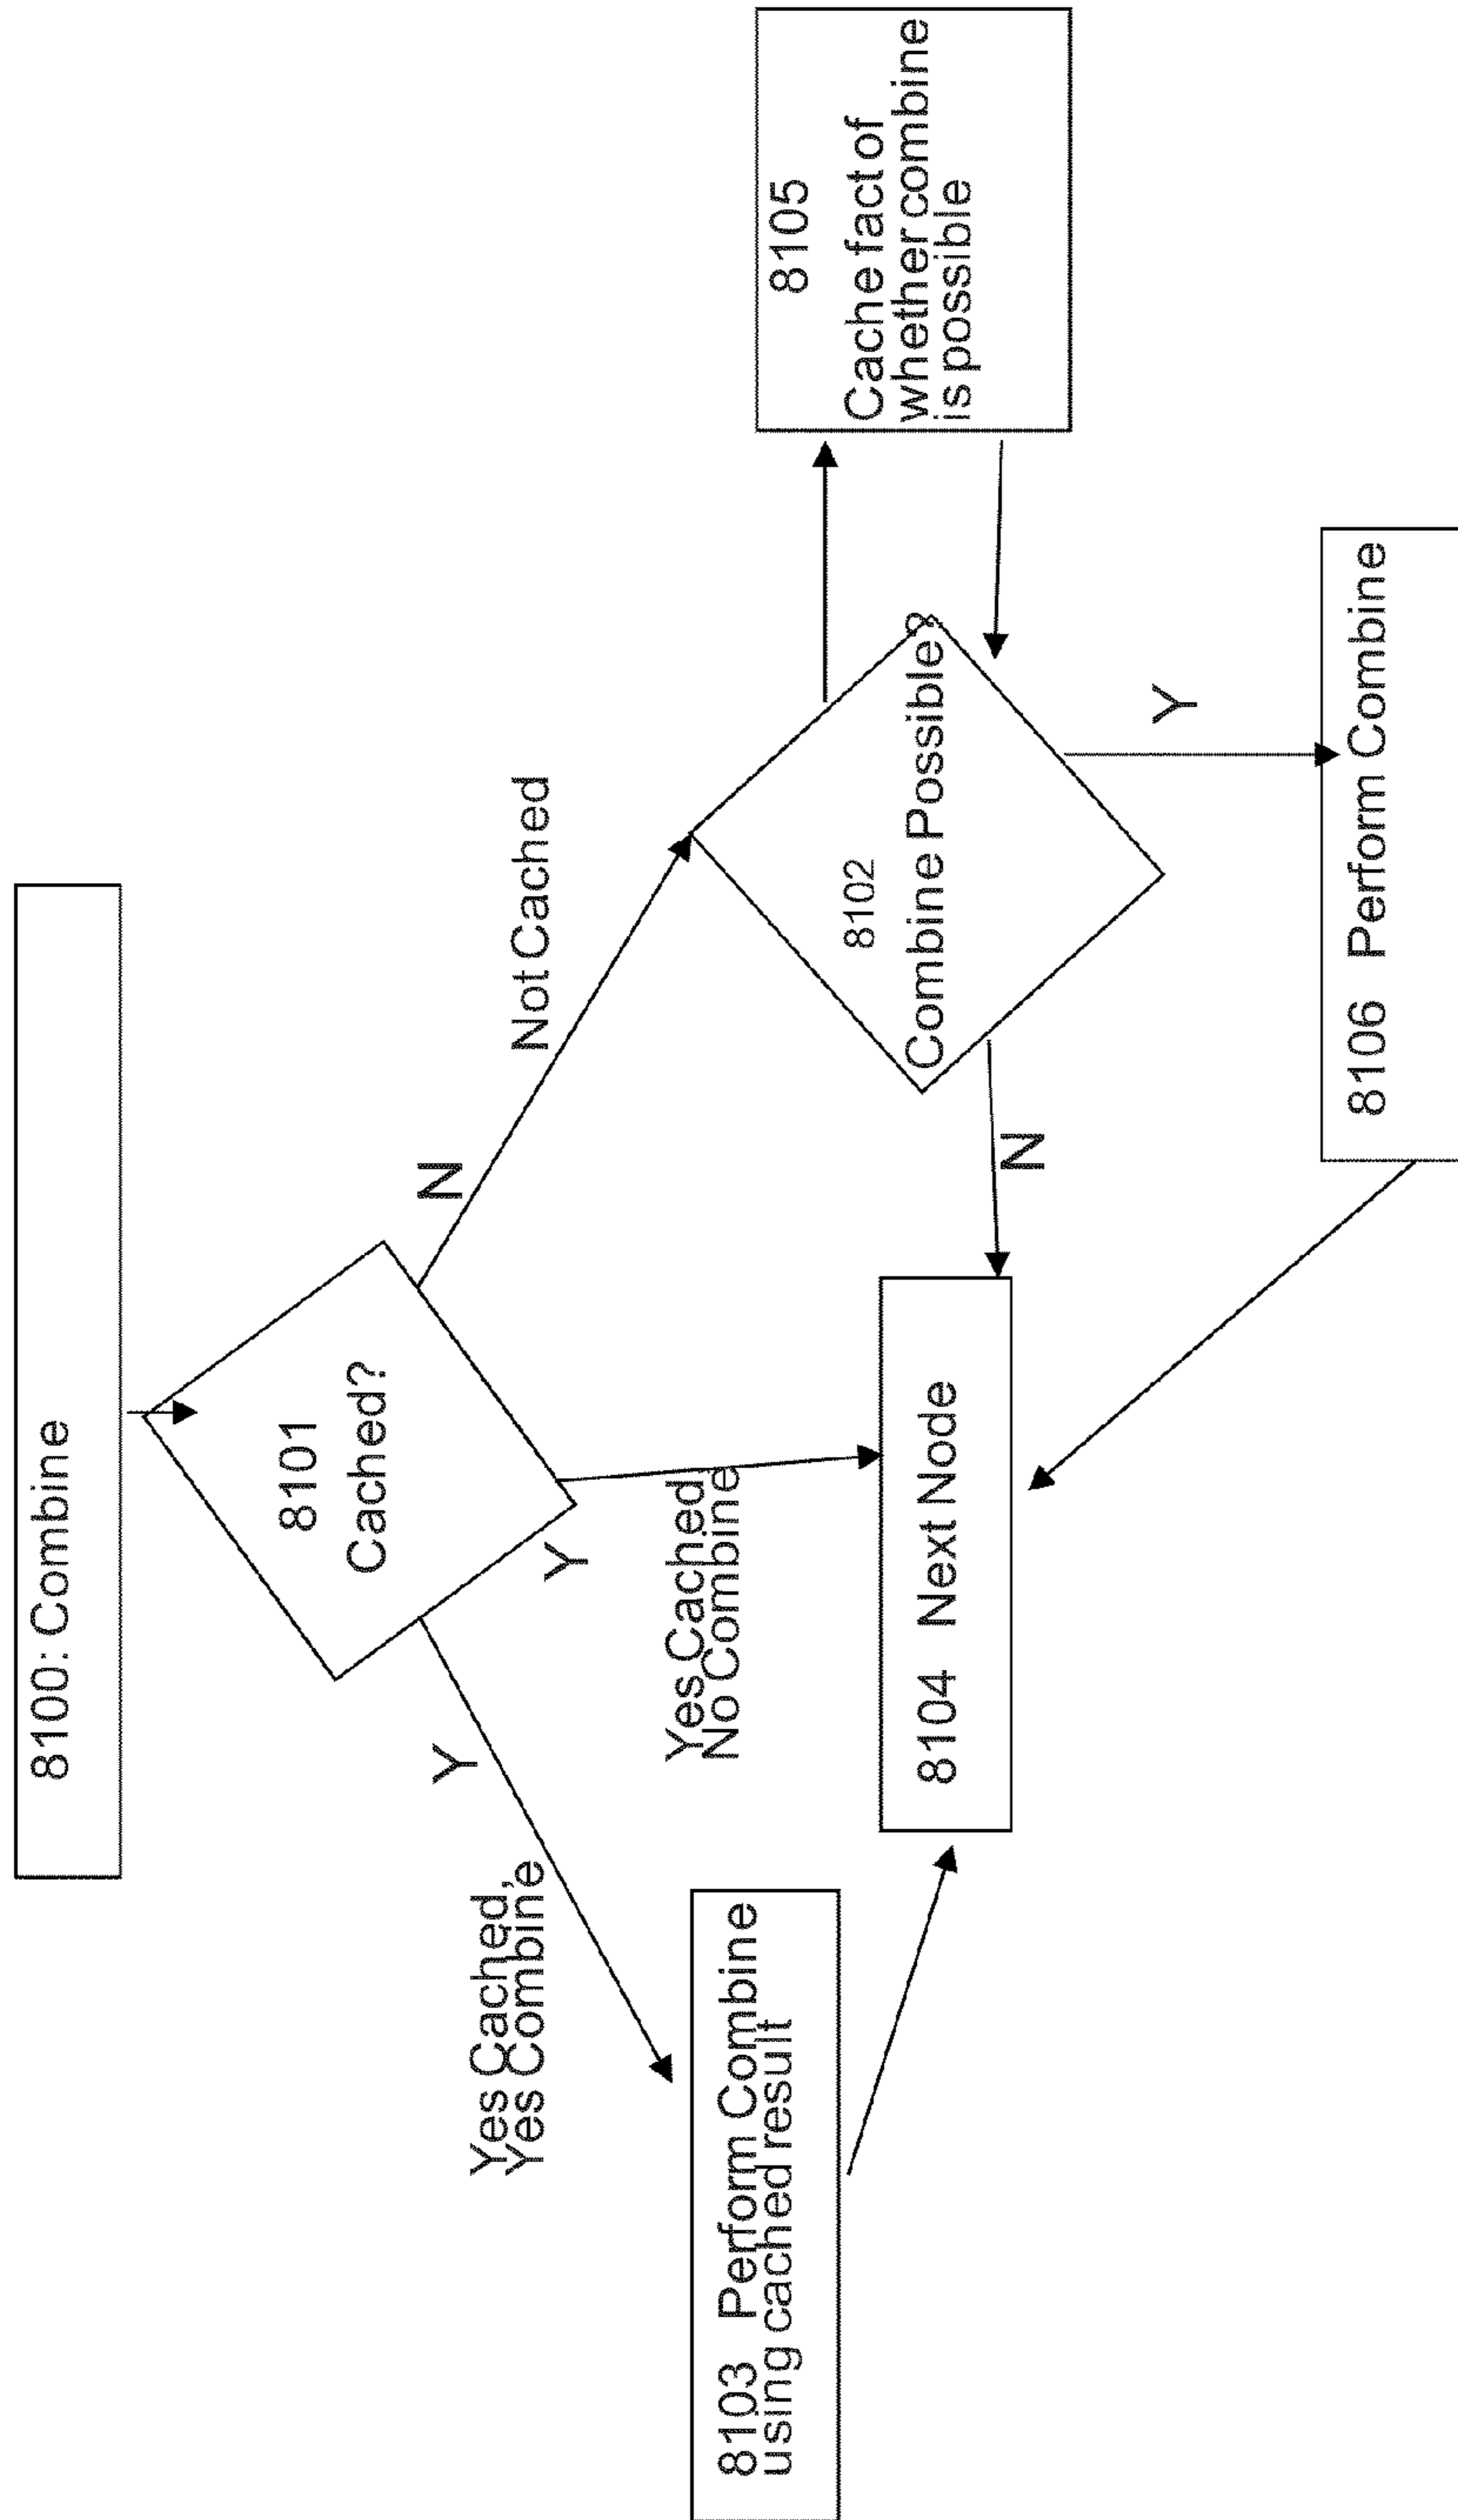 8100: Combine
8101
Cached?
Y
Yes Cached,
Yes Combine
Y
Yes Cached,
No Combine
N
Not Cached
8103 Perform Combine
using cached result
8104 Next Node
8102
Combine Possible?
N
Y
8105
Cache fact of
whether combine
is possible
8106 Perform Combine